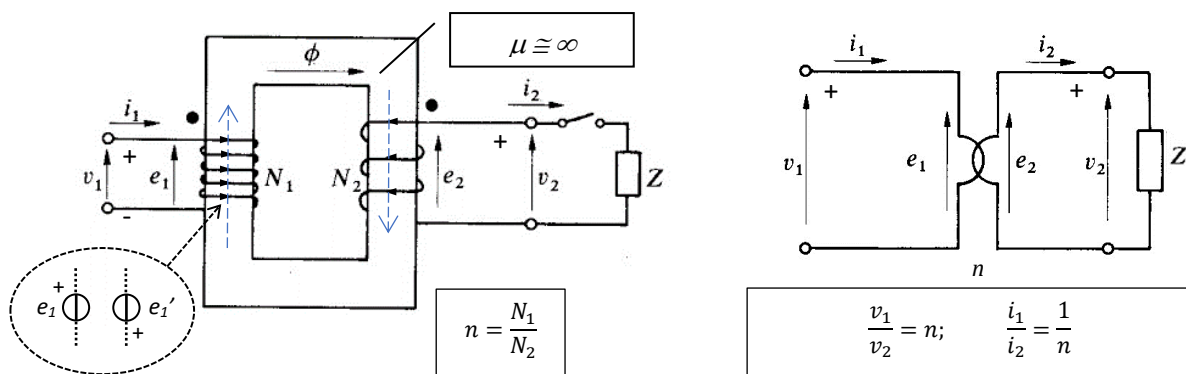 μ ≅ ∞
ϕ
i₁
i₂
+
v₁
e₁
N₁
N₂
+
e₂
v₂
Z
-
+
e₁
e₁′
+
n = N₁/N₂
i₁
i₂
+
+
v₁
e₁
e₂
v₂
Z
n
v₁/v₂ = n; i₁/i₂ = 1/n